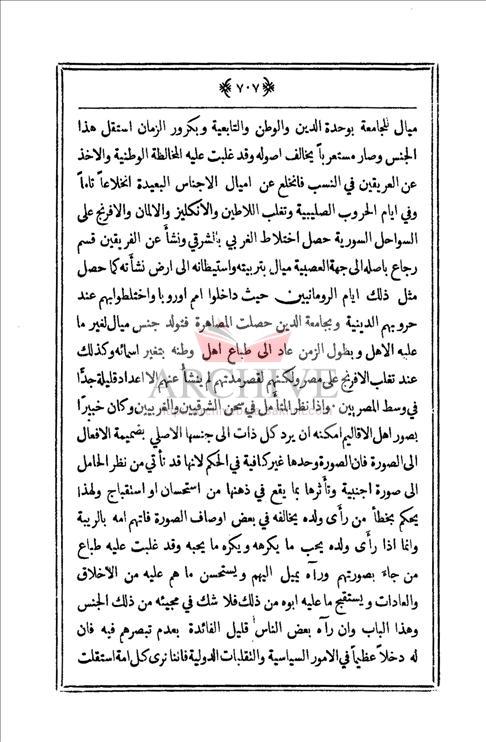 ٧٠٧
ميال للجامعة بوحدة الدين والوطن والتابعية وبكرور الزمان استقل هذا
الجنس وصار مستعرباً يخالف اصوله وقد غلبت عليه المخالطة الوطنية والاخذ
عن العريقين في النسب فانخلع عن اميال الاجناس البعيدة انخلاعاً تاماً
وفي ايام الحروب الصليبية وتغلب اللاطين والأنكليز والالمان والافرنج على
السواحل السورية حصل اختلاط الغربي بالشرقي ونشأ عن الفريقين قسم
رجاع باصله الى جهة العصبية ميال بتربيته واستيطانه الى ارض نشأته كما حصل
مثل ذلك ايام الرومانيين حيث داخلوا امم اوروبا واختلطوا بهم عند
حروبهم الدينية وبجامعة الدين حصلت المصاهرة فتولد جنس ميال لغير ما
عليه الاهل وبطول الزمن عاد الى طباع اهل وطنه بتغير اسمائه وكذلك
عند تغلب الافرنج على مصر ولكنهم لقصر مدتهم لم ينشأ عنهم الا اعداد قليلة جدًّا
في وسط المصريين. واذا نظر المتأمل في سحن الشرقيين والغربيين وكان خبيرًا
بصور اهل الاقاليم امكنه ان يرد كل ذات الى جنسها الاصلي بضميمة الافعال
الى الصورة فان الصورة وحدها غير كافية في الحكم لانها قد تأتي من نظر الحامل
الى صورة اجنبية وتأثرها بما يقع في ذهنها من استحسان او استقباح ولهذا
يحكم بخطأ من رأى ولده يخالفه في بعض اوصاف الصورة فاتهم امه بالريبة
وانما اذا رأى ولده يحب ما يكرهه ويكره ما يحبه وقد غلبت عليه طباع
من جاء بصورتهم ورآه يميل اليهم ويستحسن ما هم عليه من الاخلاق
والعادات ويستقبح ما عليه ابوه من ذلك فلا شك في مجيئه من ذلك الجنس
وهذا الباب وان رآه بعض الناس قليل الفائدة بعدم تبصرهم فيه فان
له دخلاً عظيماً في الامور السياسية والتقلبات الدولية فاننا نرى كل امة استقلت
ARCHIVE